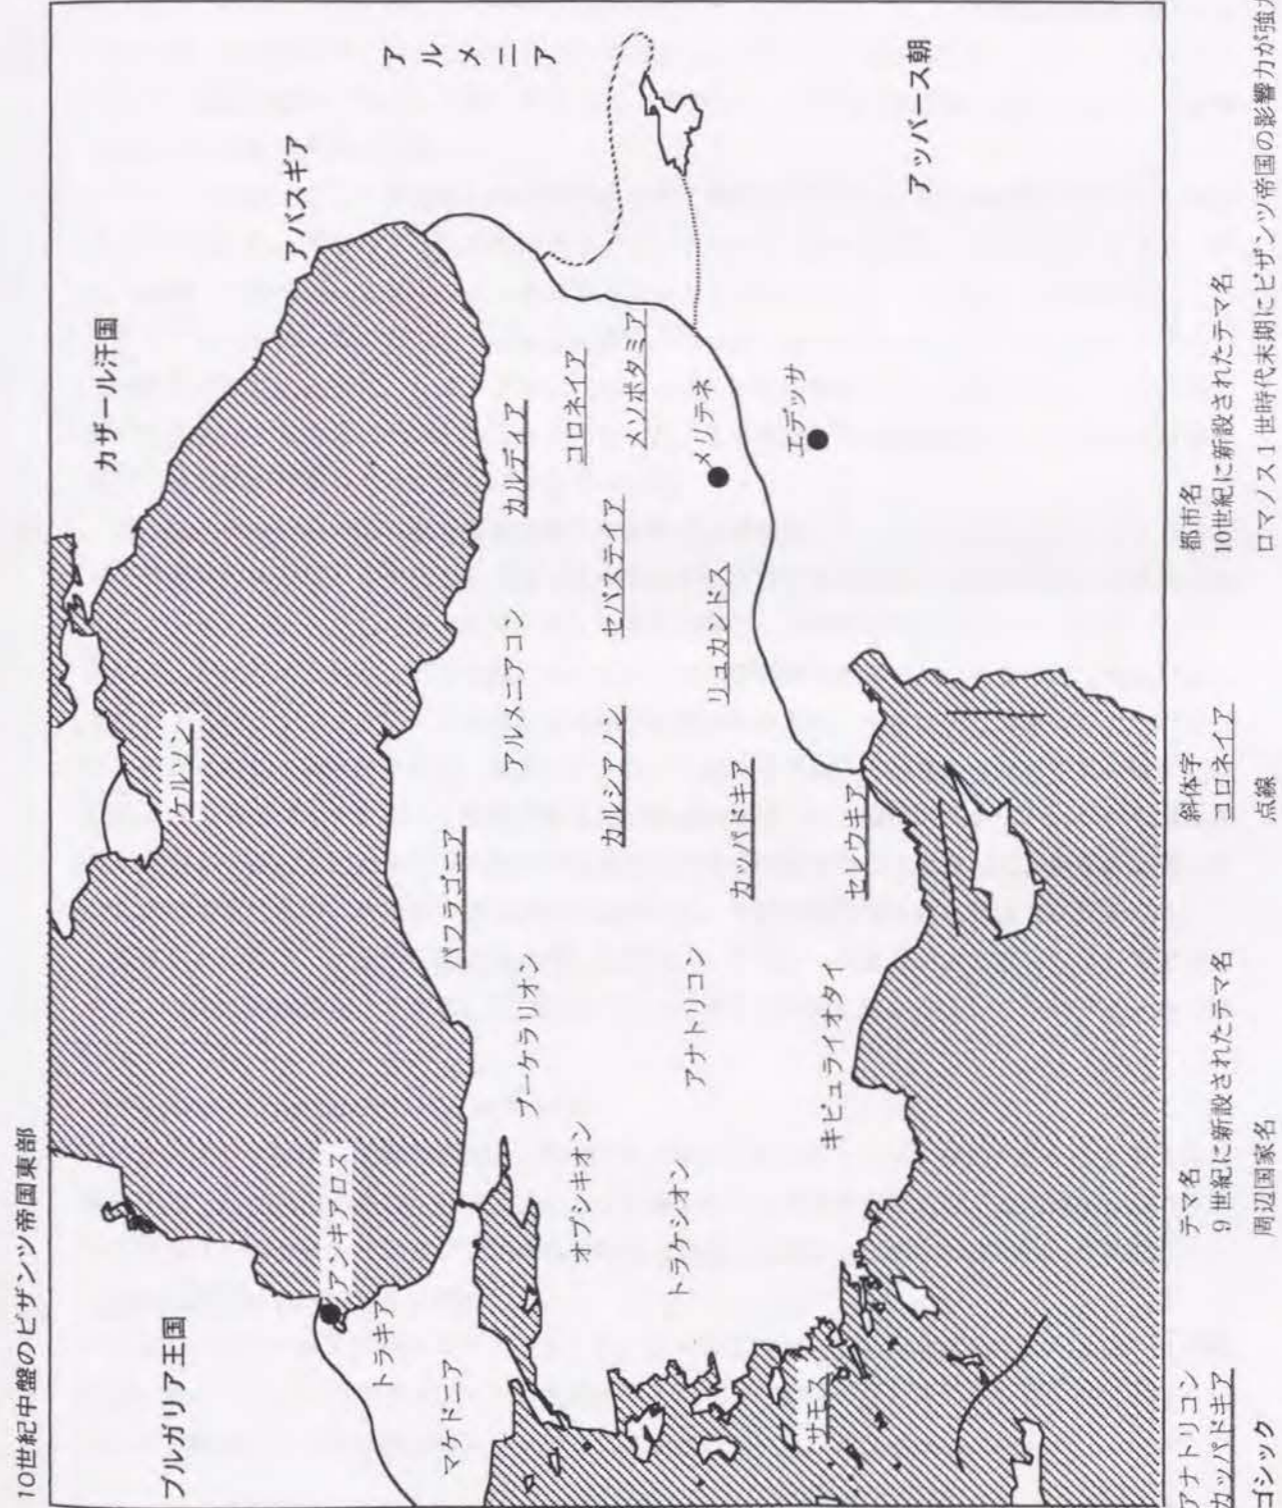 10世紀中盤のビザンツ帝国東部
ブルガリア王国
カザール汗国
アバスギア
アルメニア
アッバース朝
ケルソン
アンキアロス
トラキア
マケドニア
パフラゴニア
カルディア
ブーケラリオン
アルメニアコン
コロネイア
オプシキオン
カルシアノン
セバステイア
メソポタミア
トラケシオン
アナトリコン
リュカンドス
メリテネ
カッパドキア
エデッサ
サモス
キビュライオタイ
セレウキア
アナトリコン テマ名 斜体字 都市名
カッパドキア 9世紀に新設されたテマ名 コロネイア 10世紀に新設されたテマ名
ゴシック 周辺国家名 点線 ロマノス1世時代末期にビザンツ帝国の影響力が強